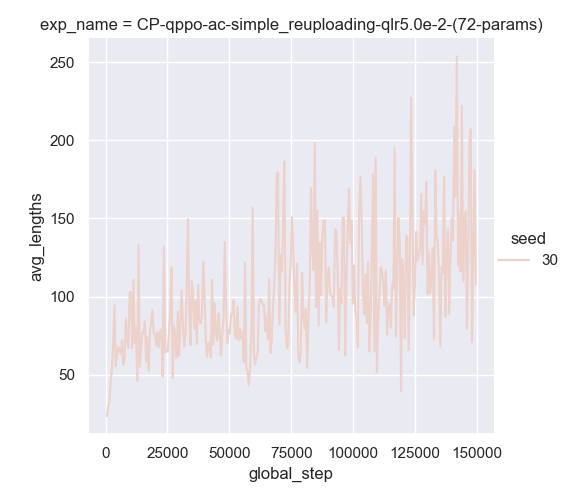 exp_name = CP-qppo-ac-simple_reuploading-qlr5.0e-2-(72-params)
250
200
150
100
50
avg_lengths
seed
30
0 25000 50000 75000 100000 125000 150000
global_step